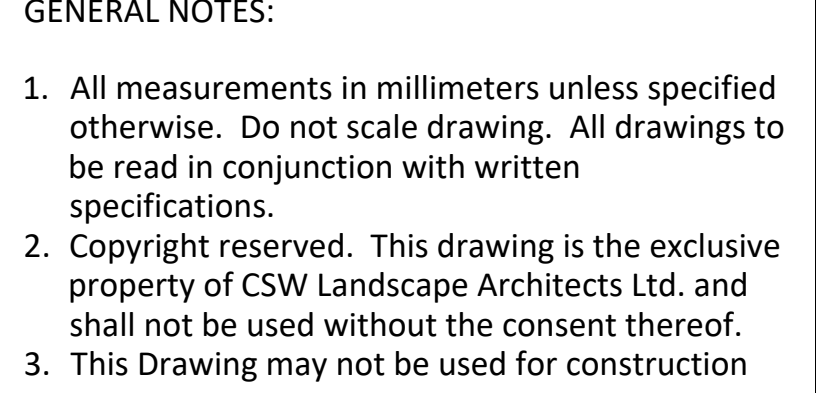 GENERAL NOTES:
1. All measurements in millimeters unless specified
otherwise. Do not scale drawing. All drawings to
be read in conjunction with written
specifications.
2. Copyright reserved. This drawing is the exclusive
property of CSW Landscape Architects Ltd. and
shall not be used without the consent thereof.
3. This Drawing may not be used for construction